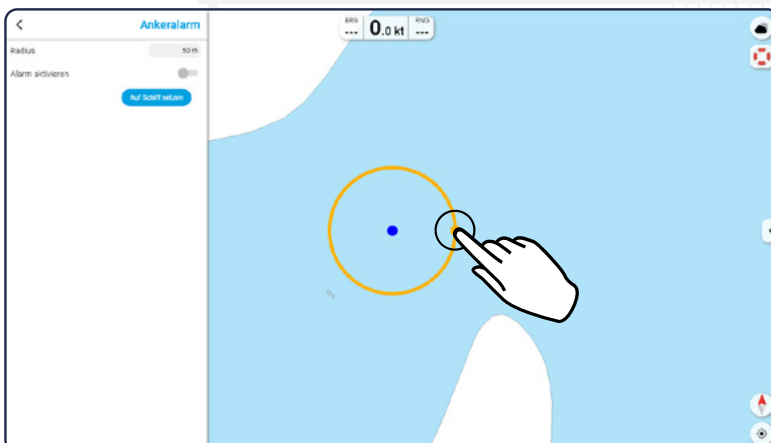 Ankeralarm
BRG --- 0.0 kt RNG ---
Radius 50 m
Alarm aktivieren
Auf Schiff setzen